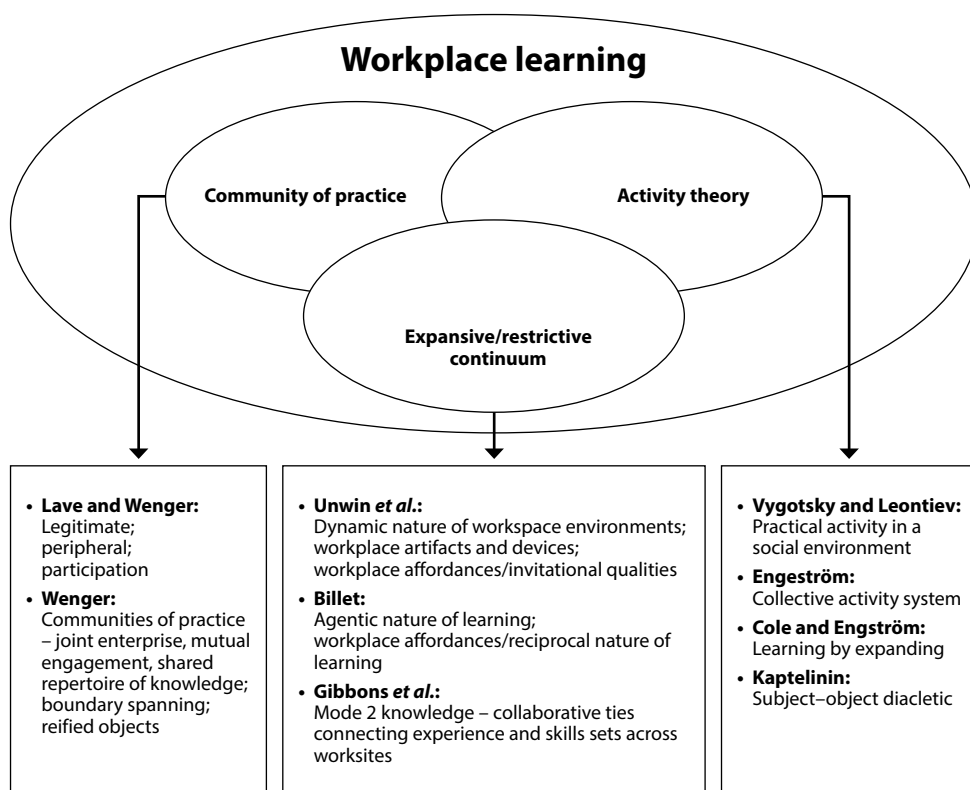 Workplace learning
Community of practice
Activity theory
Expansive/restrictive
continuum
• Lave and Wenger:
Legitimate;
peripheral;
participation
• Wenger:
Communities of practice
– joint enterprise, mutual
engagement, shared
repertoire of knowledge;
boundary spanning;
reified objects
• Unwin et al.:
Dynamic nature of workspace environments;
workplace artifacts and devices;
workplace affordances/invitational qualities
• Billet:
Agentic nature of learning;
workplace affordances/reciprocal nature of
learning
• Gibbons et al.:
Mode 2 knowledge – collaborative ties
connecting experience and skills sets across
worksites
• Vygotsky and Leontiev:
Practical activity in a
social environment
• Engeström:
Collective activity system
• Cole and Engström:
Learning by expanding
• Kaptelinin:
Subject–object diacletic